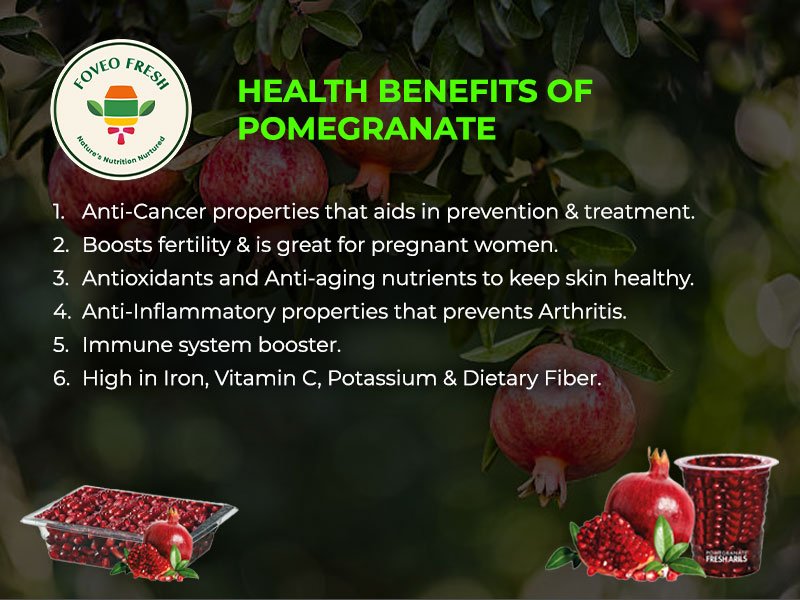 FOVEO FRESH
Nature's Nutrition Nurtured
HEALTH BENEFITS OF
POMEGRANATE
1. Anti-Cancer properties that aids in prevention & treatment.
2. Boosts fertility & is great for pregnant women.
3. Antioxidants and Anti-aging nutrients to keep skin healthy.
4. Anti-Inflammatory properties that prevents Arthritis.
5. Immune system booster.
6. High in Iron, Vitamin C, Potassium & Dietary Fiber.
POMEGRANATE
FRESH ARILS